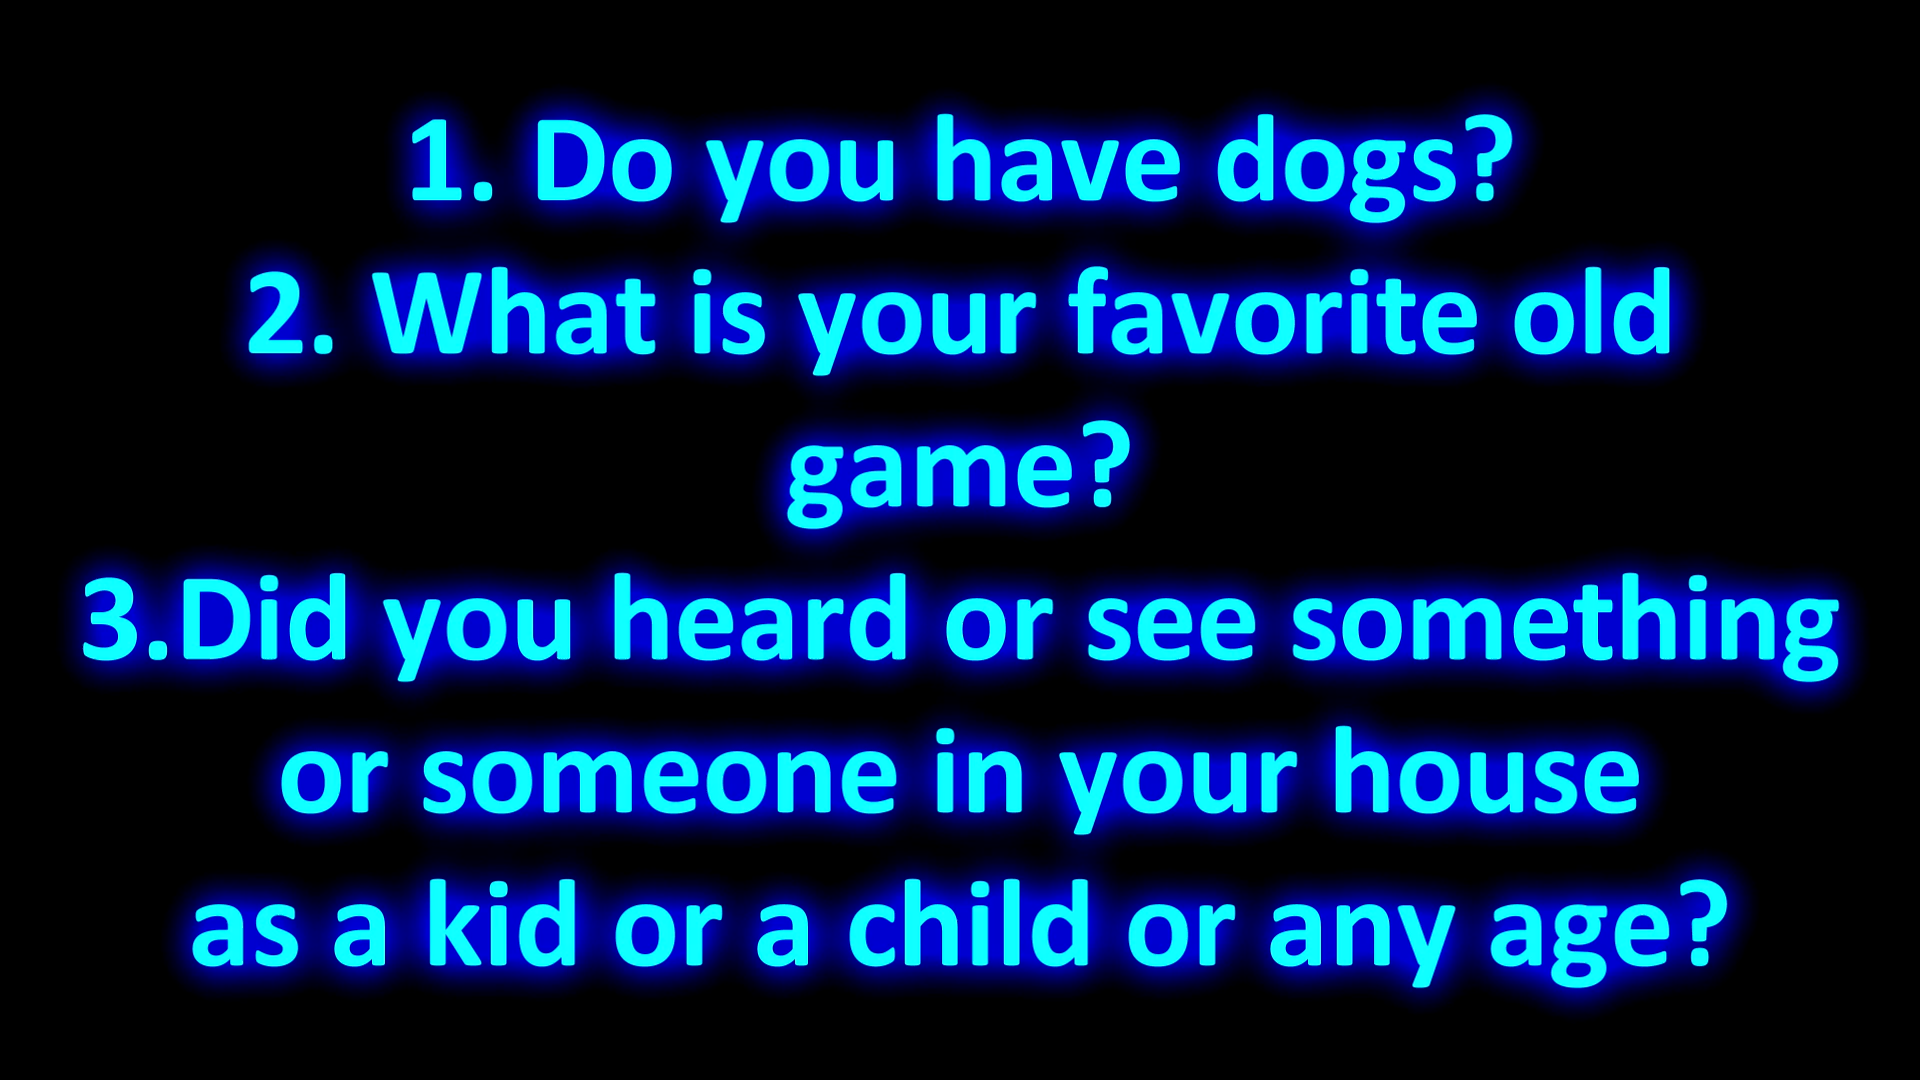 1. Do you have dogs?
2. What is your favorite old
game?
3.Did you heard or see something
or someone in your house
as a kid or a child or any age?